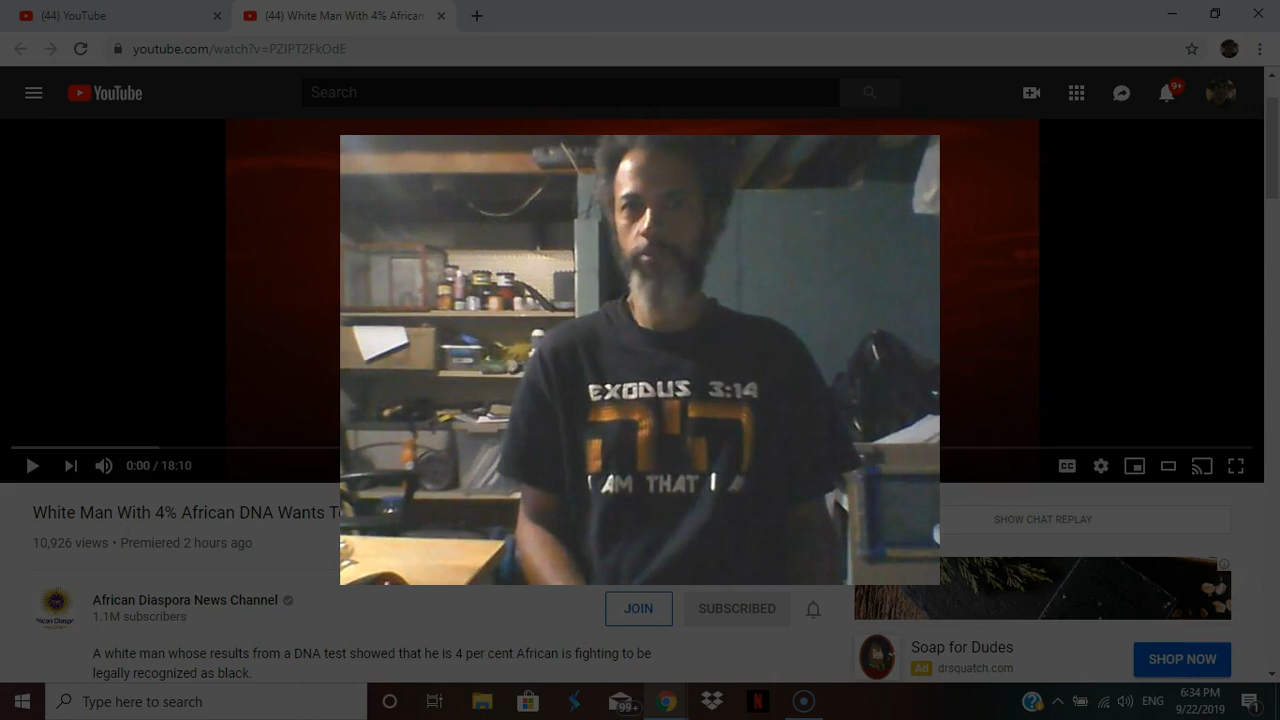 (44) YouTube
(44) White Man With 4% African
youtube.com/watch?v=PZIPT2FkOdE
YouTube
Search
9+
EXODUS 3:14
היה
I AM THAT I
0:00 / 18:10
CC
White Man With 4% African DNA Wants T
SHOW CHAT REPLAY
10,926 views • Premiered 2 hours ago
African Diaspora News Channel
1.1M subscribers
JOIN
SUBSCRIBED
A white man whose results from a DNA test showed that he is 4 per cent African is fighting to be
legally recognized as black.
Soap for Dudes
Ad drsquatch.com
SHOP NOW
Type here to search
99+
N
ENG
6:34 PM
9/22/2019
1